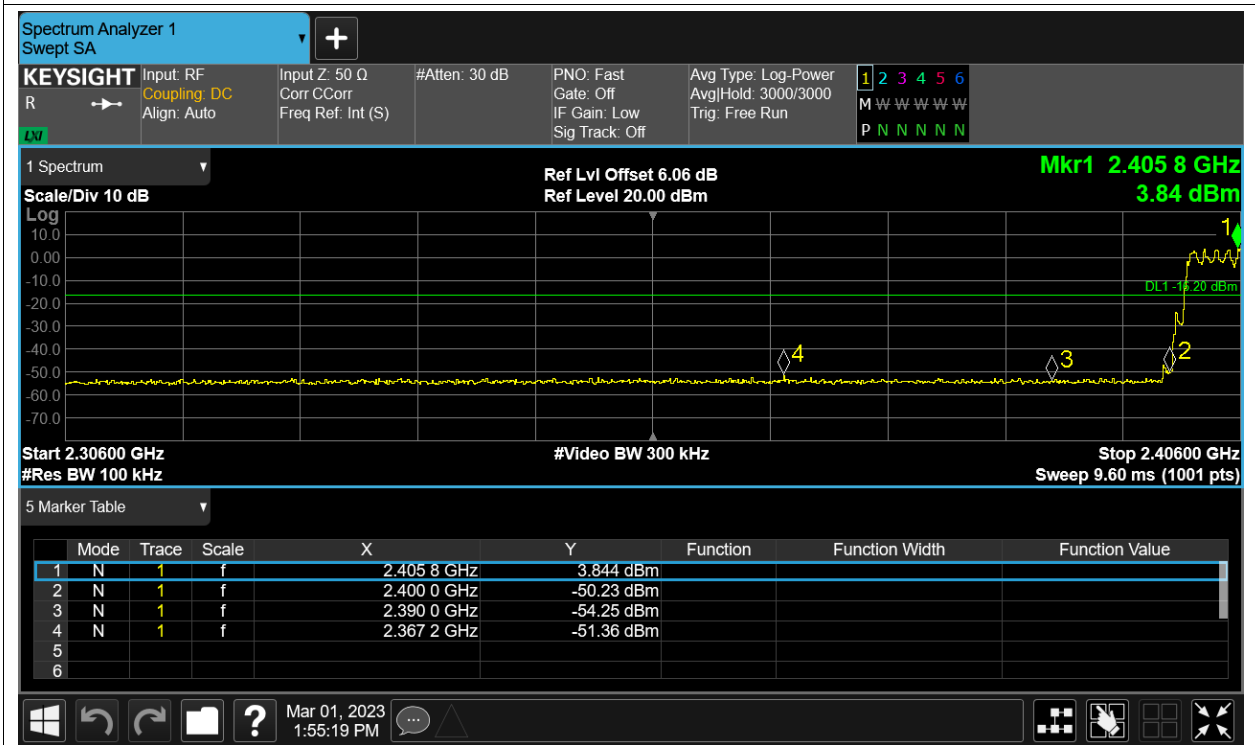 Spectrum Analyzer 1
Swept SA
+
KEYSIGHT
R
LXI
Input: RF
Coupling: DC
Align: Auto
Input Z: 50 Ω
Corr CCorr
Freq Ref: Int (S)
#Atten: 30 dB
PNO: Fast
Gate: Off
IF Gain: Low
Sig Track: Off
Avg Type: Log-Power
Avg|Hold: 3000/3000
Trig: Free Run
1 2 3 4 5 6
M W W W W W
P N N N N N
1 Spectrum
Scale/Div 10 dB
Ref Lvl Offset 6.06 dB
Ref Level 20.00 dBm
Mkr1 2.405 8 GHz
3.84 dBm
Log
10.0
0.00
-10.0
-20.0
-30.0
-40.0
-50.0
-60.0
-70.0
1
DL1 -16.20 dBm
4
3
2
Start 2.30600 GHz
#Video BW 300 kHz
Stop 2.40600 GHz
#Res BW 100 kHz
Sweep 9.60 ms (1001 pts)
5 Marker Table
Mode Trace Scale X Y Function Function Width Function Value
1 N 1 f 2.405 8 GHz 3.844 dBm
2 N 1 f 2.400 0 GHz -50.23 dBm
3 N 1 f 2.390 0 GHz -54.25 dBm
4 N 1 f 2.367 2 GHz -51.36 dBm
5
6
?
Mar 01, 2023
1:55:19 PM